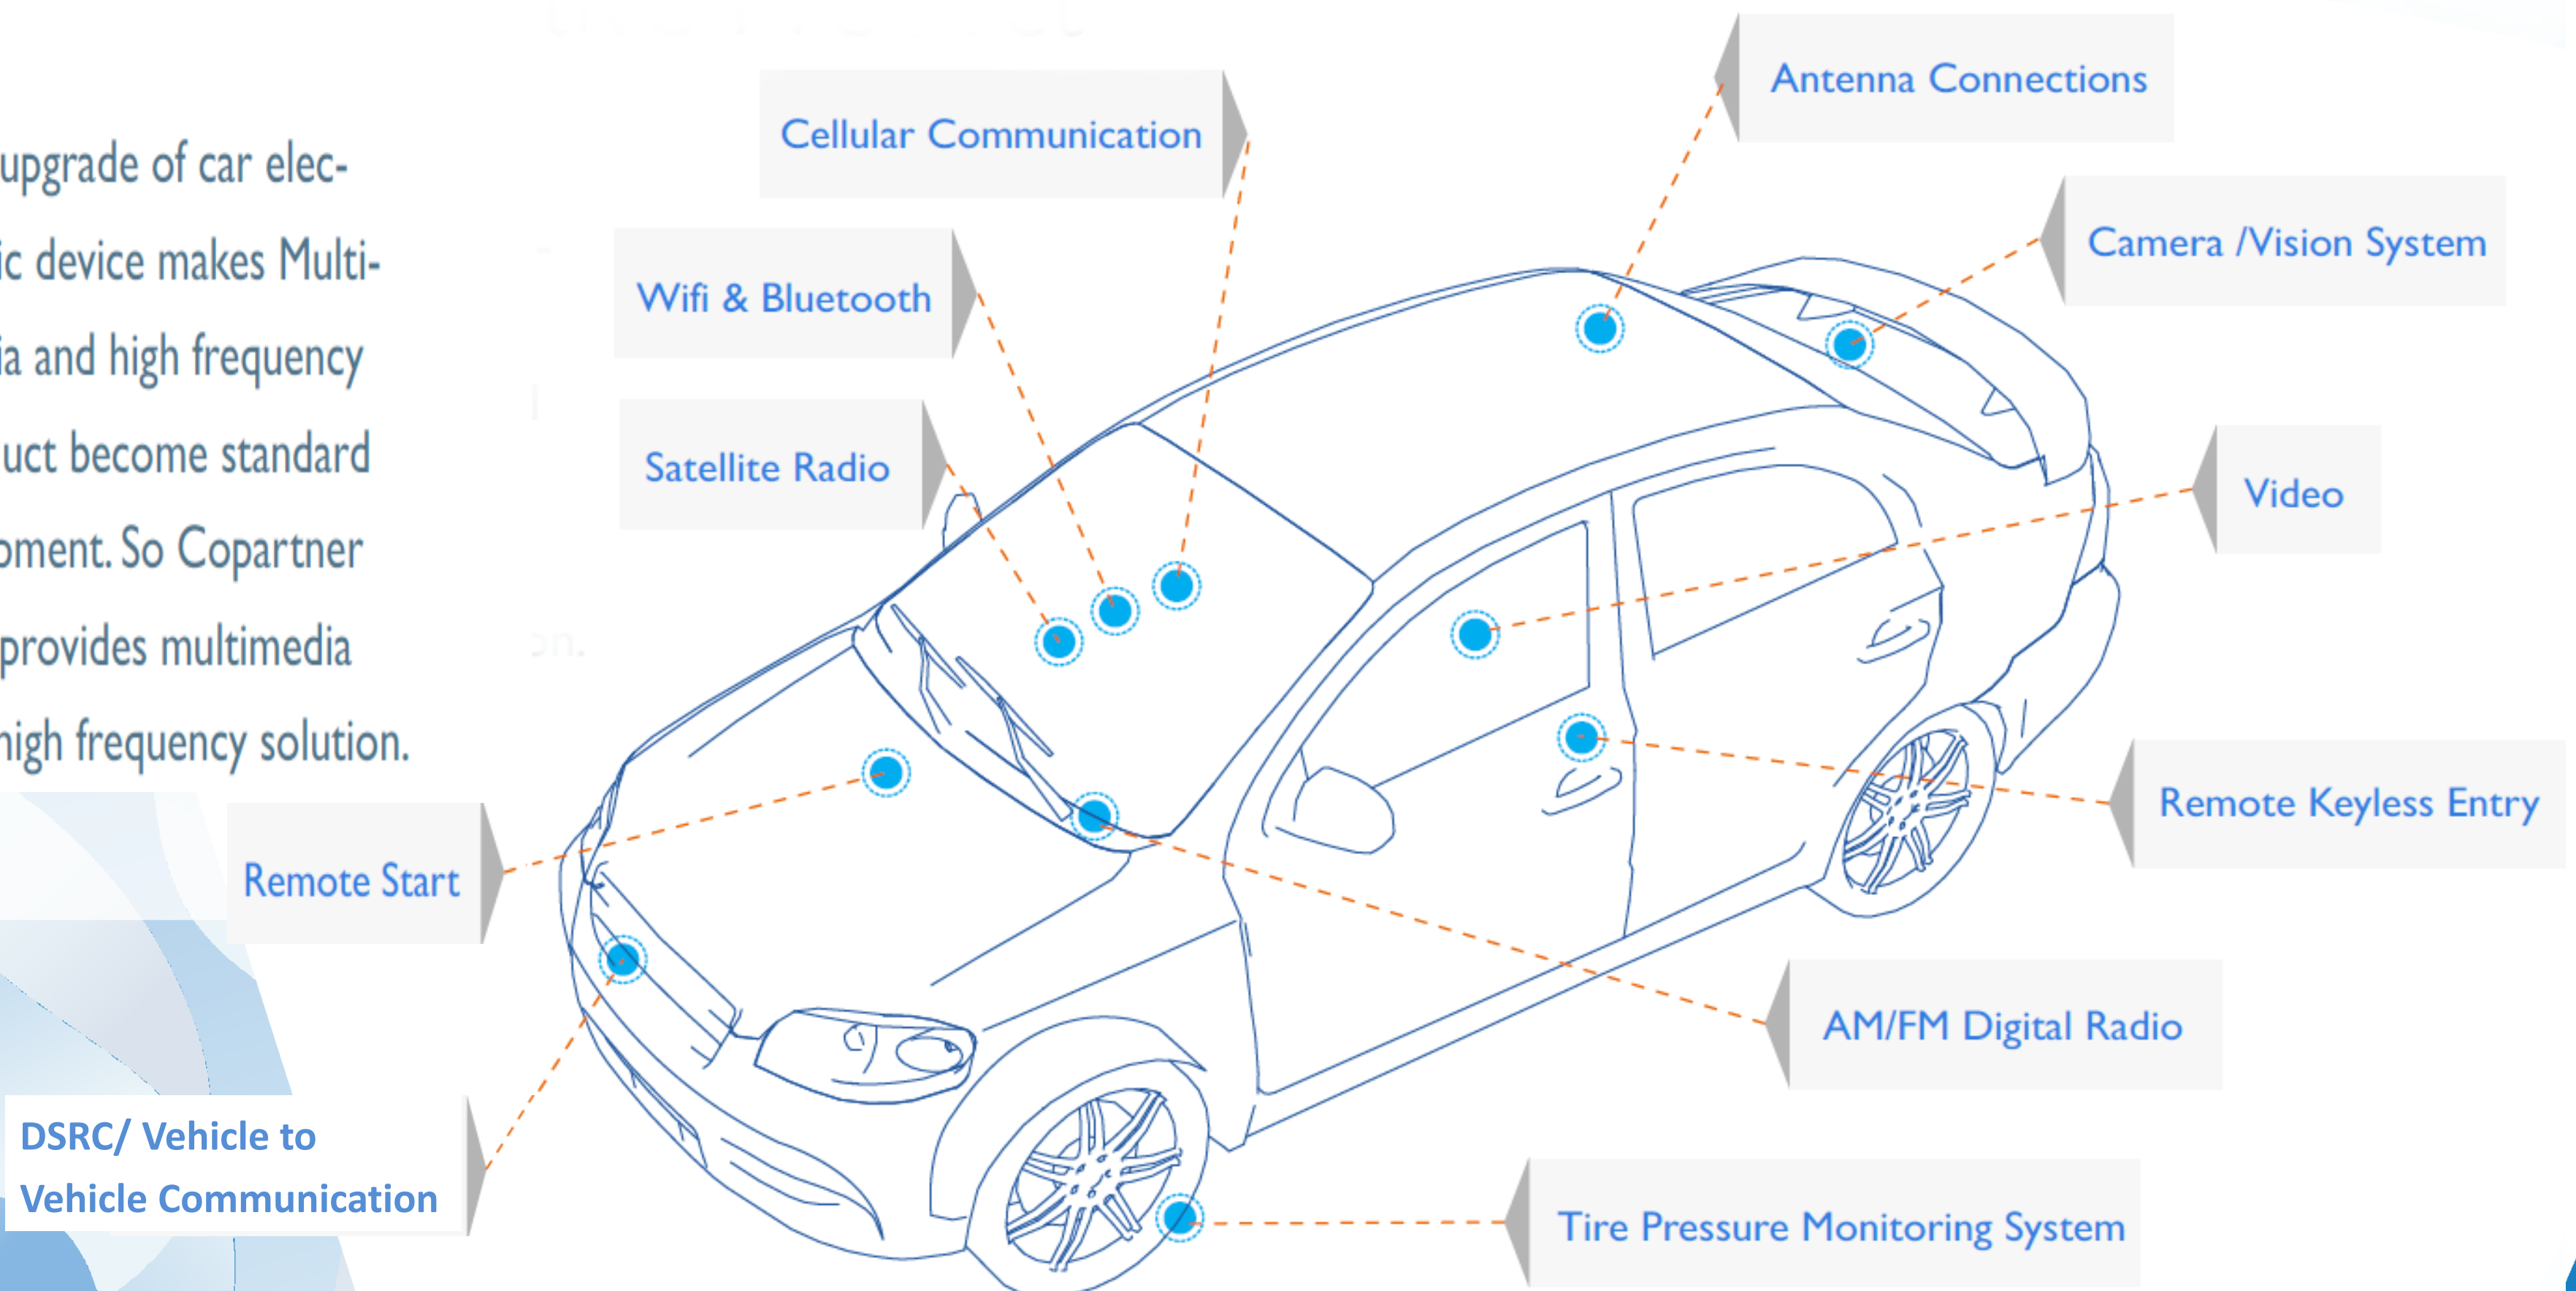 upgrade of car elec-
ic device makes Multi-
ia and high frequency
uct become standard
oment. So Copartner
provides multimedia
high frequency solution.
Cellular Communication
Antenna Connections
Wifi & Bluetooth
Camera /Vision System
Satellite Radio
Video
Remote Start
Remote Keyless Entry
AM/FM Digital Radio
DSRC/ Vehicle to
Vehicle Communication
Tire Pressure Monitoring System